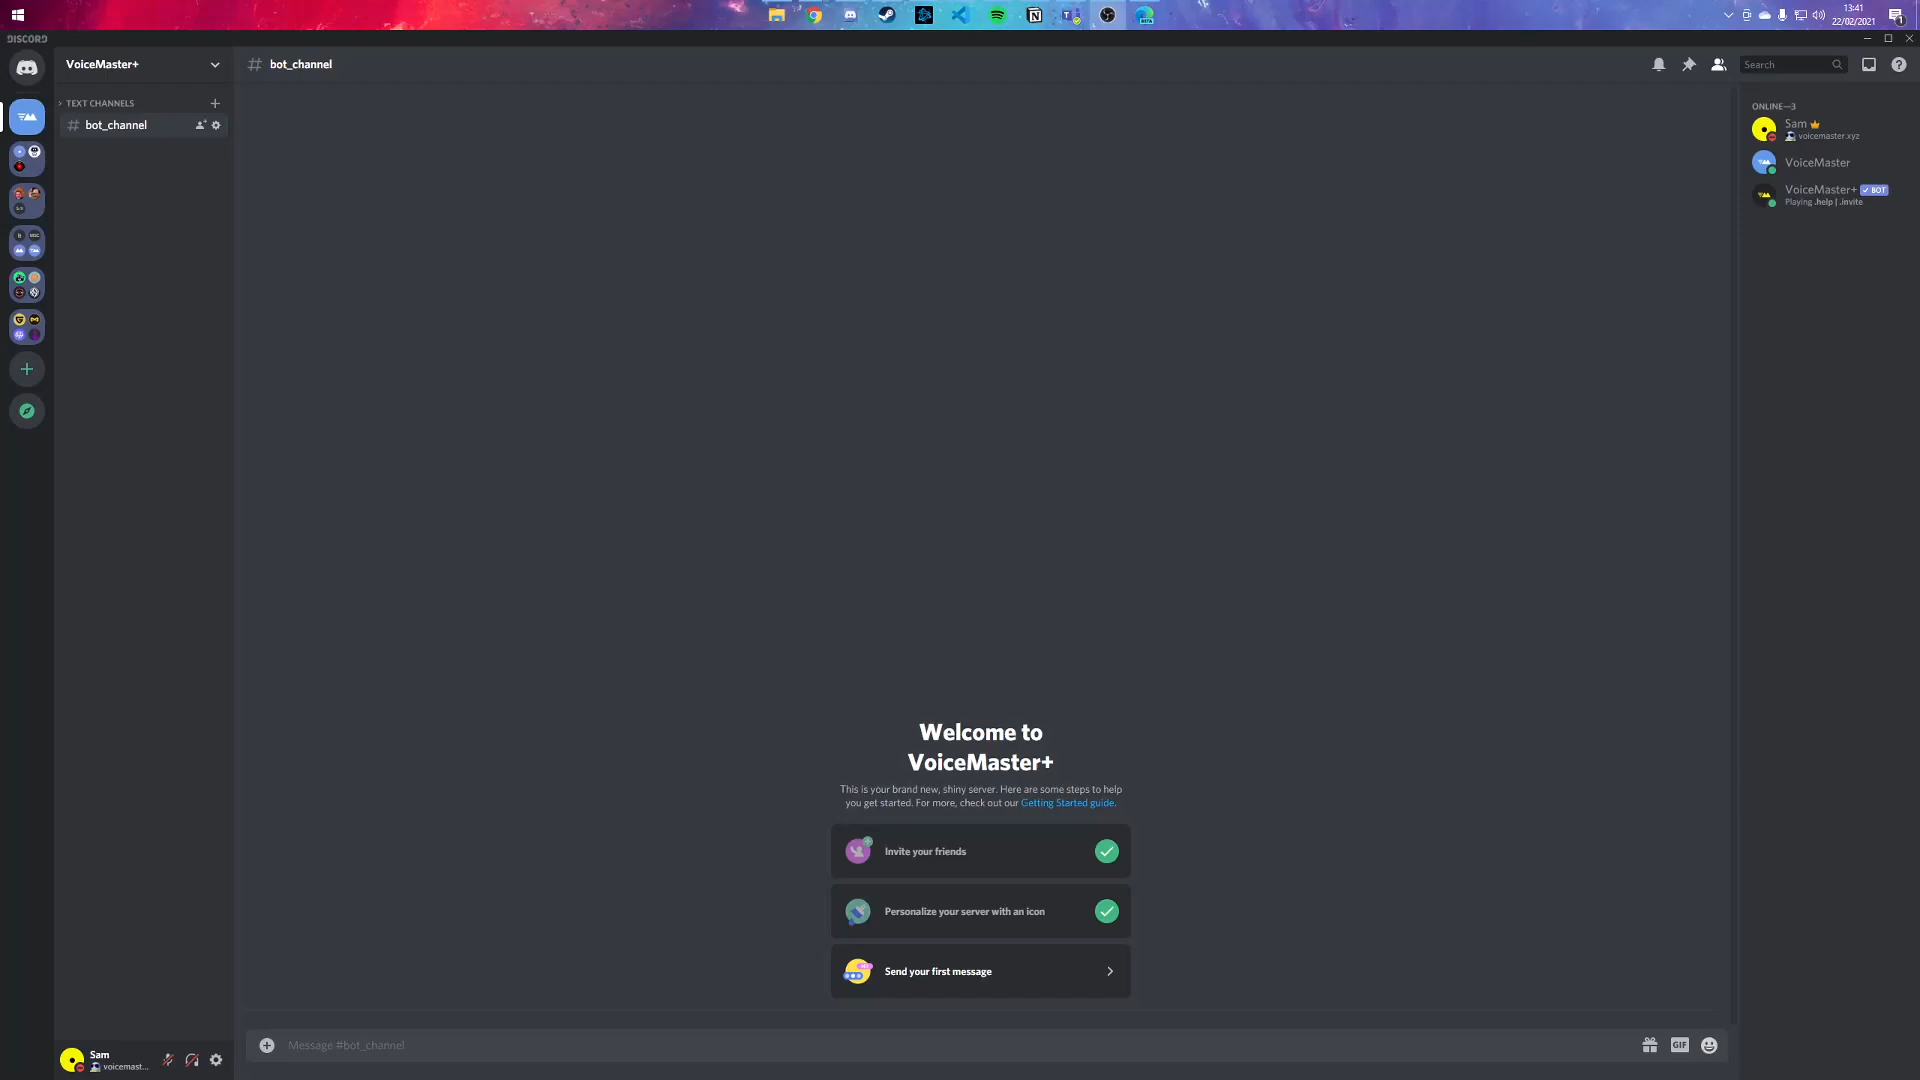 13:41
22/02/2021
DISCORD
VoiceMaster+
bot_channel
Search
TEXT CHANNELS
bot_channel
ONLINE—3
Sam
voicemaster.xyz
VoiceMaster
VoiceMaster+ BOT
Playing .help | .invite
Welcome to
VoiceMaster+
This is your brand new, shiny server. Here are some steps to help
you get started. For more, check out our Getting Started guide.
Invite your friends
Personalize your server with an icon
Send your first message
Message #bot_channel
GIF
Sam
voicemast...